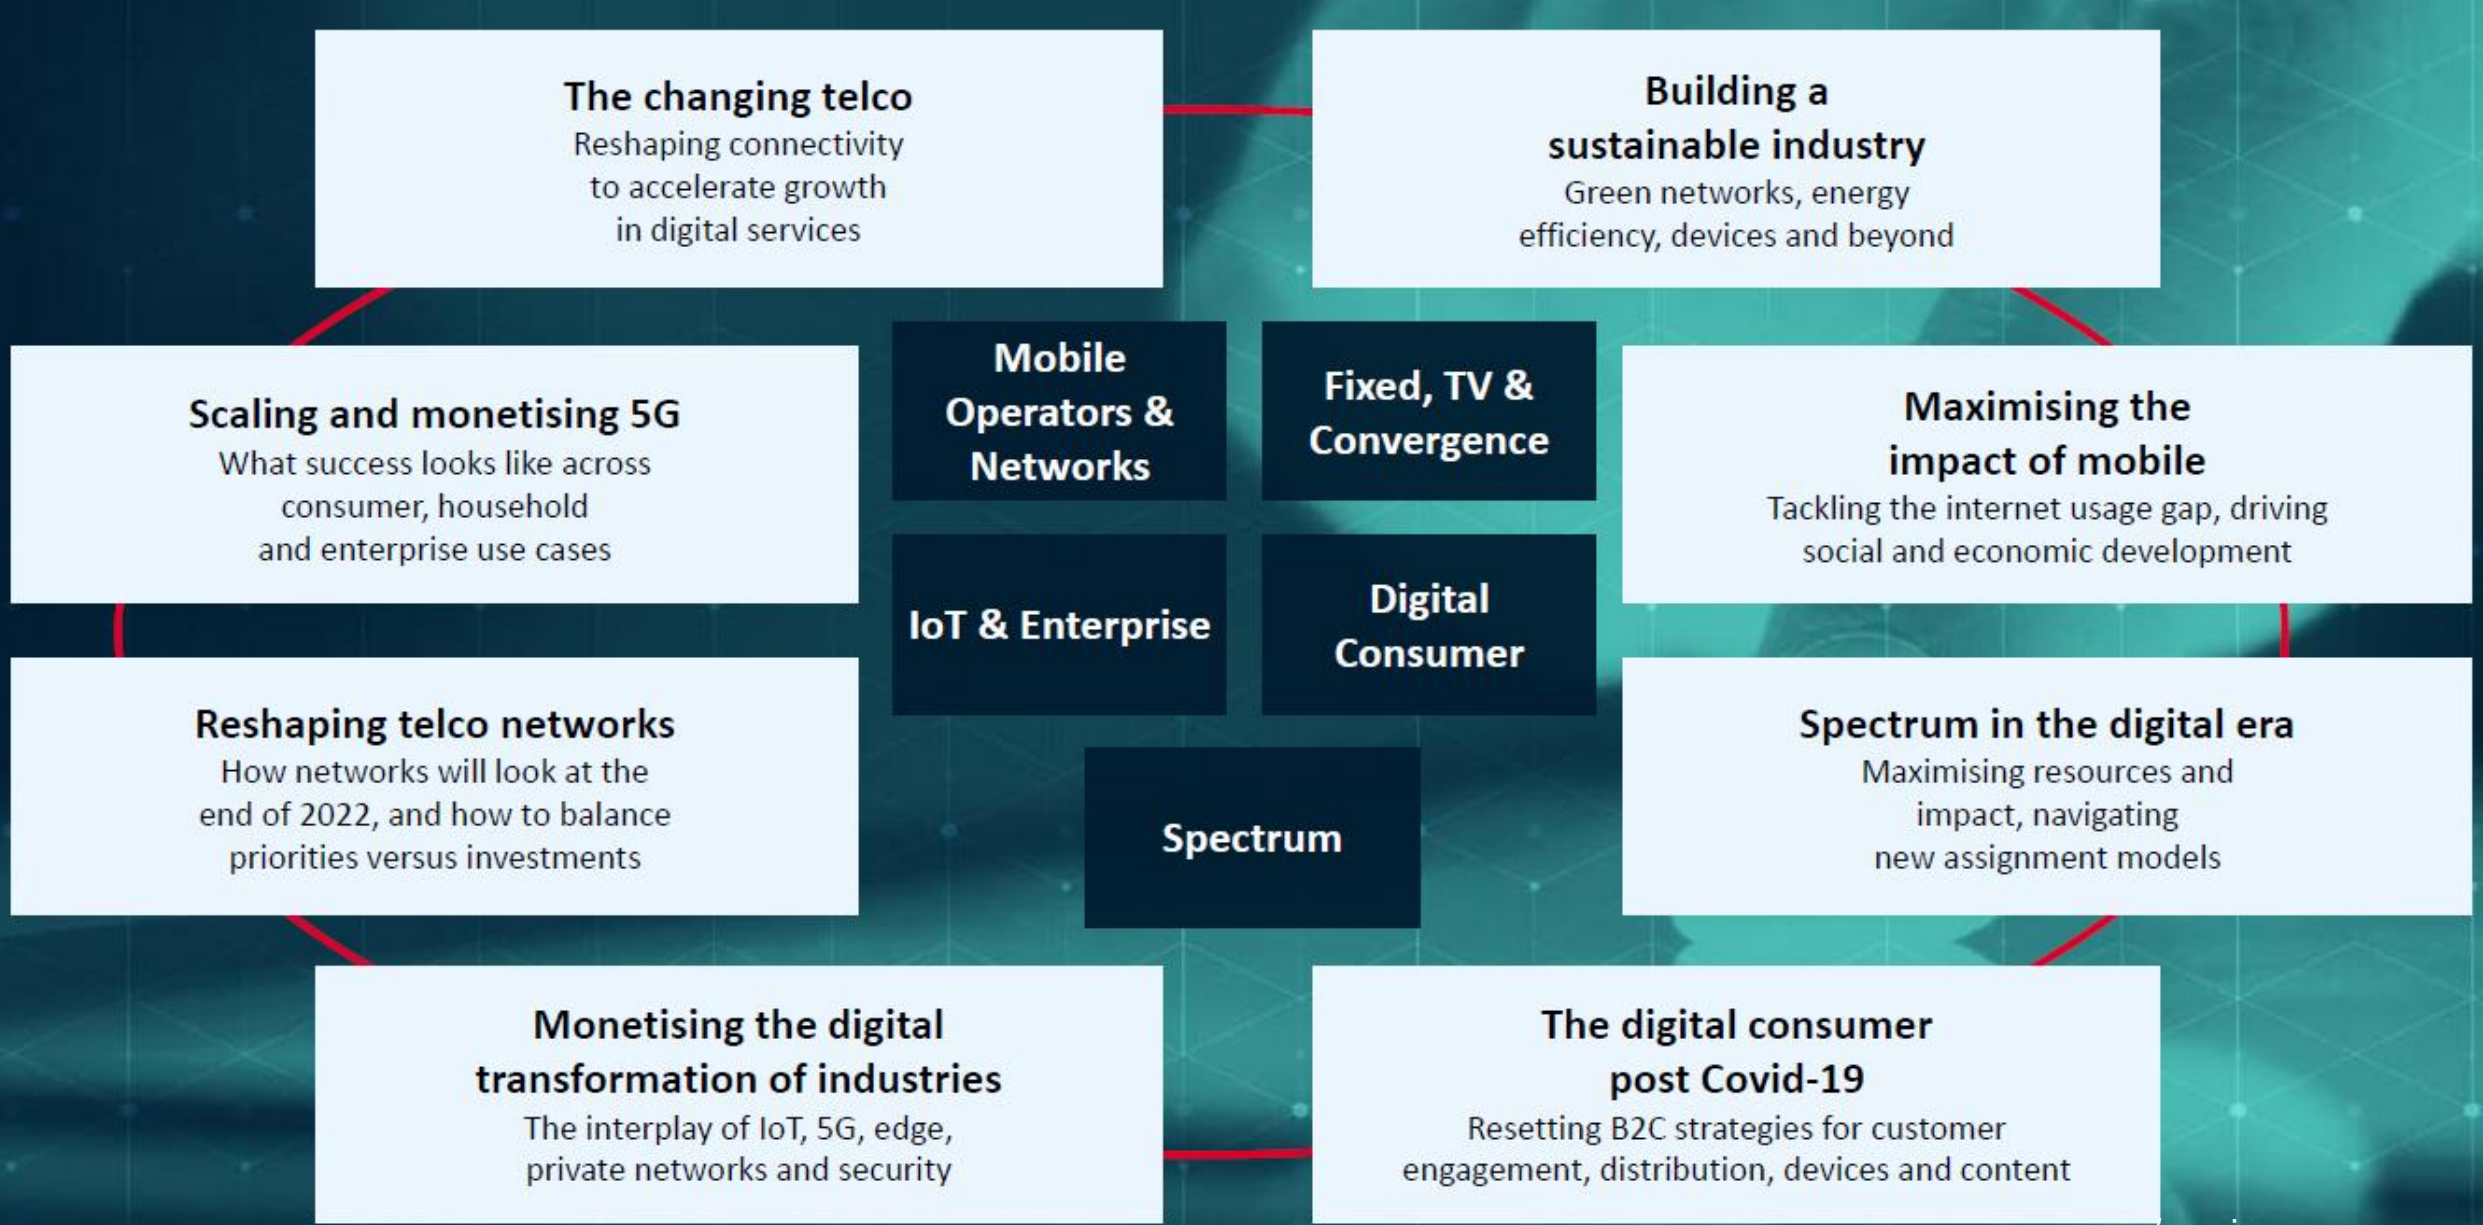 The changing telco
Reshaping connectivity
to accelerate growth
in digital services
Building a
sustainable industry
Green networks, energy
efficiency, devices and beyond
Scaling and monetising 5G
What success looks like across
consumer, household
and enterprise use cases
Mobile
Operators &
Networks
Fixed, TV &
Convergence
Maximising the
impact of mobile
Tackling the internet usage gap, driving
social and economic development
IoT & Enterprise
Digital
Consumer
Reshaping telco networks
How networks will look at the
end of 2022, and how to balance
priorities versus investments
Spectrum
Spectrum in the digital era
Maximising resources and
impact, navigating
new assignment models
Monetising the digital
transformation of industries
The interplay of IoT, 5G, edge,
private networks and security
The digital consumer
post Covid-19
Resetting B2C strategies for customer
engagement, distribution, devices and content